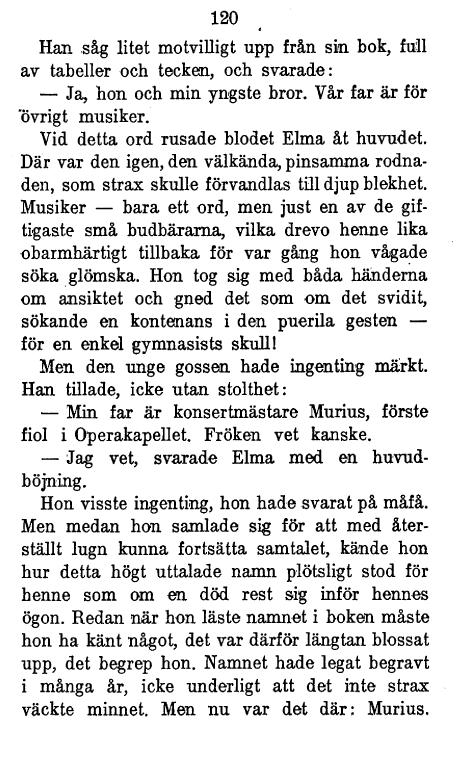 120
Han såg litet motvilligt upp från sin bok, full
av tabeller och tecken, och svarade:
— Ja, hon och min yngste bror. Vår far är för
övrigt musiker.
Vid detta ord rusade blodet Elma åt huvudet.
Där var den igen, den välkända, pinsamma rodna-
den, som strax skulle förvandlas till djup blekhet.
Musiker — bara ett ord, men just en av de gif-
tigaste små budbärarna, vilka drevo henne lika
obarmhärtigt tillbaka för var gång hon vågade
söka glömska. Hon tog sig med båda händerna
om ansiktet och gned det som om det svidit,
sökande en kontenans i den puerila gesten —
för en enkel gymnasists skull!
Men den unge gossen hade ingenting märkt.
Han tillade, icke utan stolthet:
— Min far är konsertmästare Murius, förste
fiol i Operakapellet. Fröken vet kanske.
— Jag vet, svarade Elma med en huvud-
böjning.
Hon visste ingenting, hon hade svarat på måfå.
Men medan hon samlade sig för att med åter-
ställt lugn kunna fortsätta samtalet, kände hon
hur detta högt uttalade namn plötsligt stod för
henne som om en död rest sig inför hennes
ögon. Redan när hon läste namnet i boken måste
hon ha känt något, det var därför längtan blossat
upp, det begrep hon. Namnet hade legat begravt
i många år, icke underligt att det inte strax
väckte minnet. Men nu var det där: Murius.